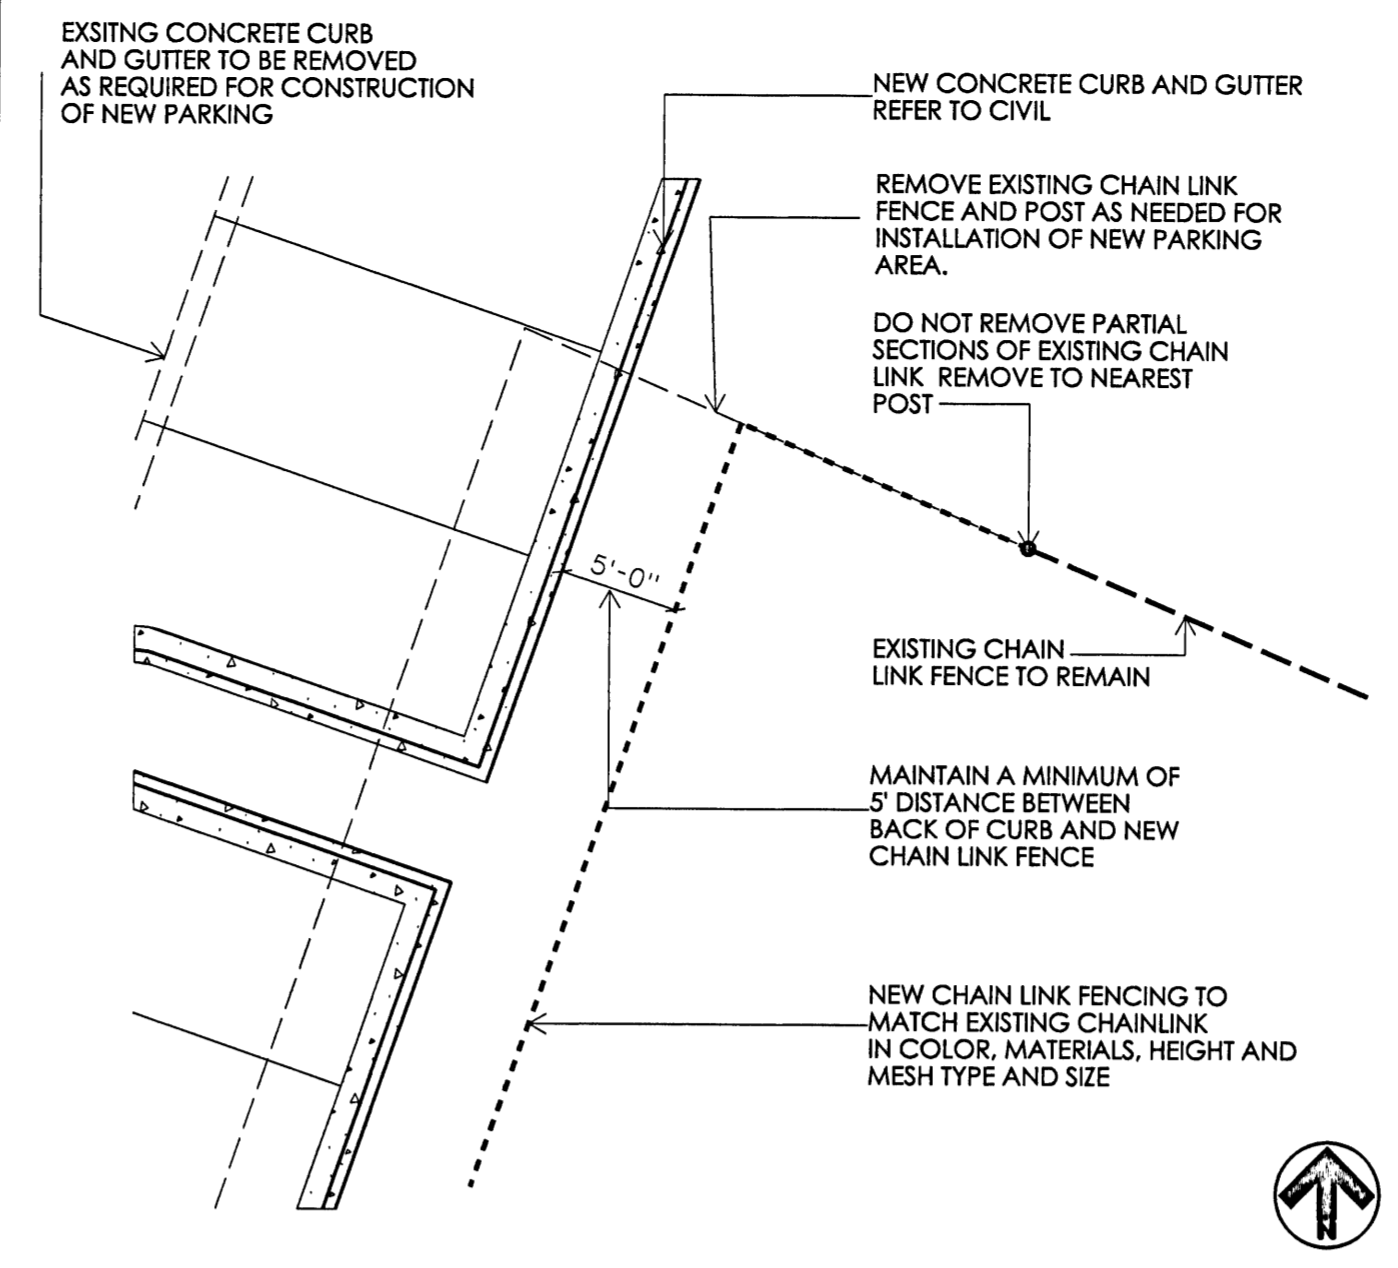 EXSITNG CONCRETE CURB
AND GUTTER TO BE REMOVED
AS REQUIRED FOR CONSTRUCTION
OF NEW PARKING
NEW CONCRETE CURB AND GUTTER
REFER TO CIVIL
REMOVE EXISTING CHAIN LINK
FENCE AND POST AS NEEDED FOR
INSTALLATION OF NEW PARKING
AREA.
DO NOT REMOVE PARTIAL
SECTIONS OF EXISTING CHAIN
LINK REMOVE TO NEAREST
POST
5'-0"
EXISTING CHAIN
LINK FENCE TO REMAIN
MAINTAIN A MINIMUM OF
5' DISTANCE BETWEEN
BACK OF CURB AND NEW
CHAIN LINK FENCE
NEW CHAIN LINK FENCING TO
MATCH EXISTING CHAINLINK
IN COLOR, MATERIALS, HEIGHT AND
MESH TYPE AND SIZE
N